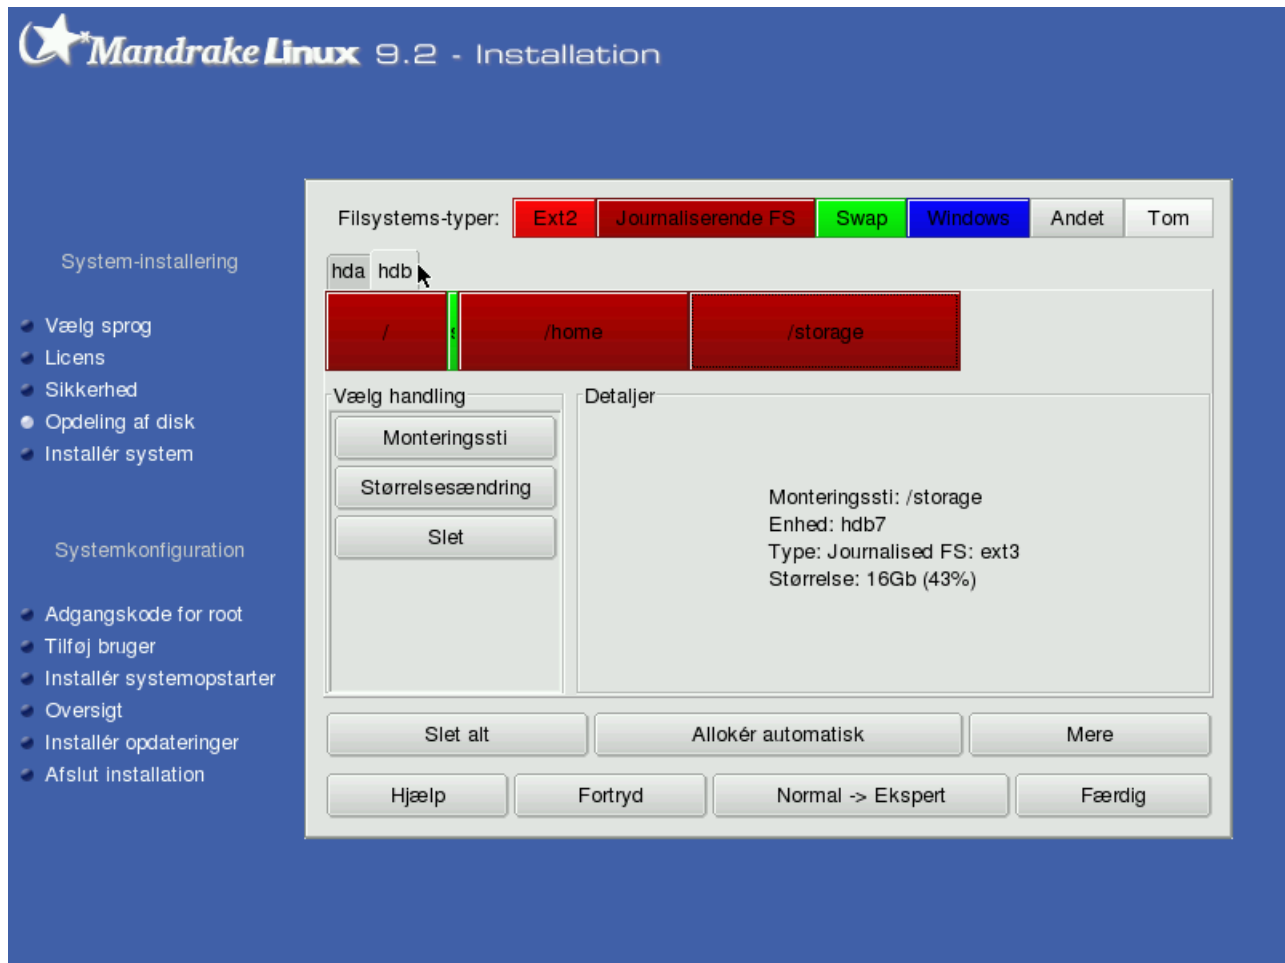 Mandrake Linux 9.2 - Installation
System-installering
Vælg sprog
Licens
Sikkerhed
Opdeling af disk
Installér system
Systemkonfiguration
Adgangskode for root
Tilføj bruger
Installér systemopstarter
Oversigt
Installér opdateringer
Afslut installation
Filsystems-typer: Ext2 Journaliserende FS Swap Windows Andet Tom
hda hdb
/ /home /storage
Vælg handling
Monteringssti
Størrelsesændring
Slet
Detaljer
Monteringssti: /storage
Enhed: hdb7
Type: Journalised FS: ext3
Størrelse: 16Gb (43%)
Slet alt Allokér automatisk Mere
Hjælp Fortryd Normal -> Ekspert Færdig